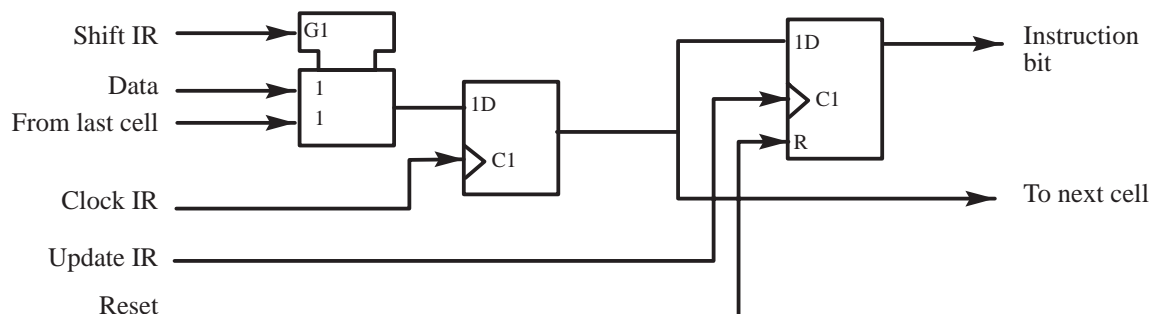 Shift IR
G1
1D
Instruction
bit
Data
1
1D
C1
From last cell
1
R
C1
Clock IR
To next cell
Update IR
Reset